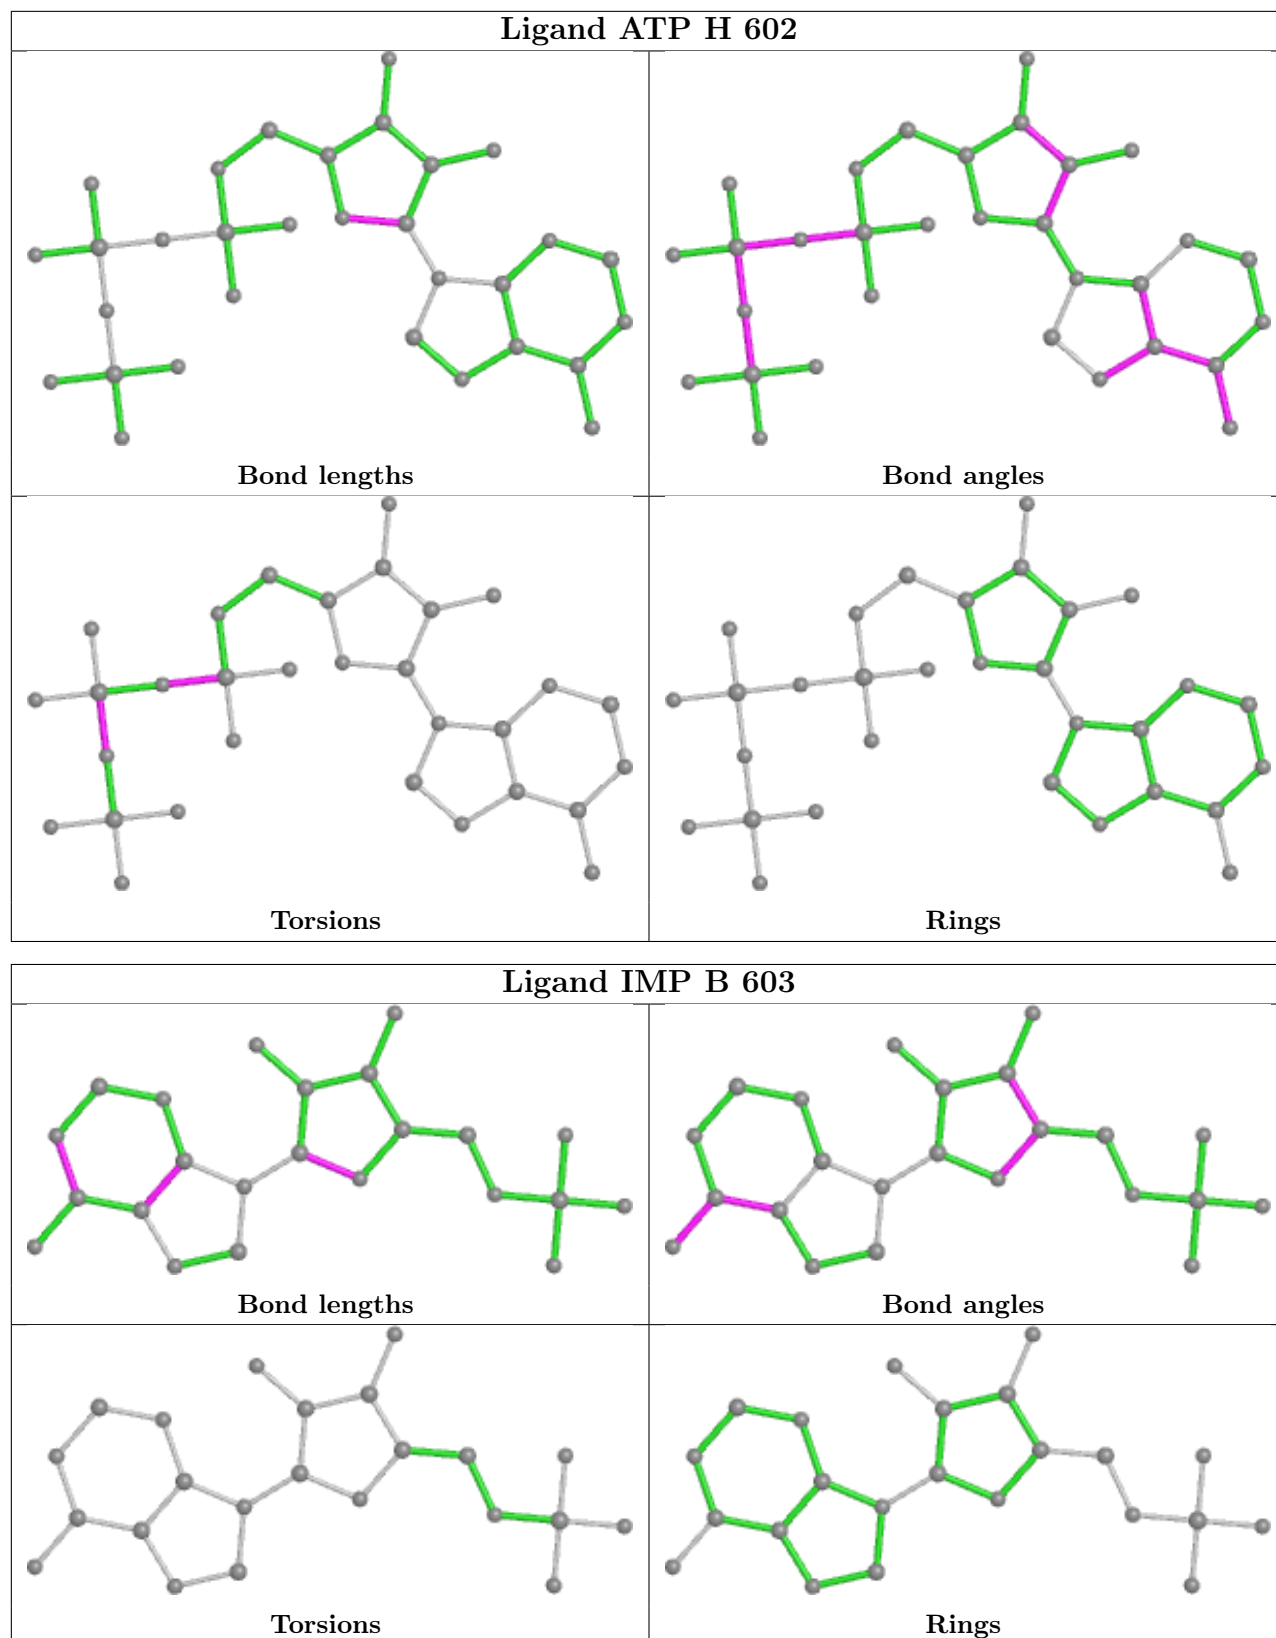 Ligand ATP H 602
Bond lengths
Bond angles
Torsions
Rings
Ligand IMP B 603
Bond lengths
Bond angles
Torsions
Rings